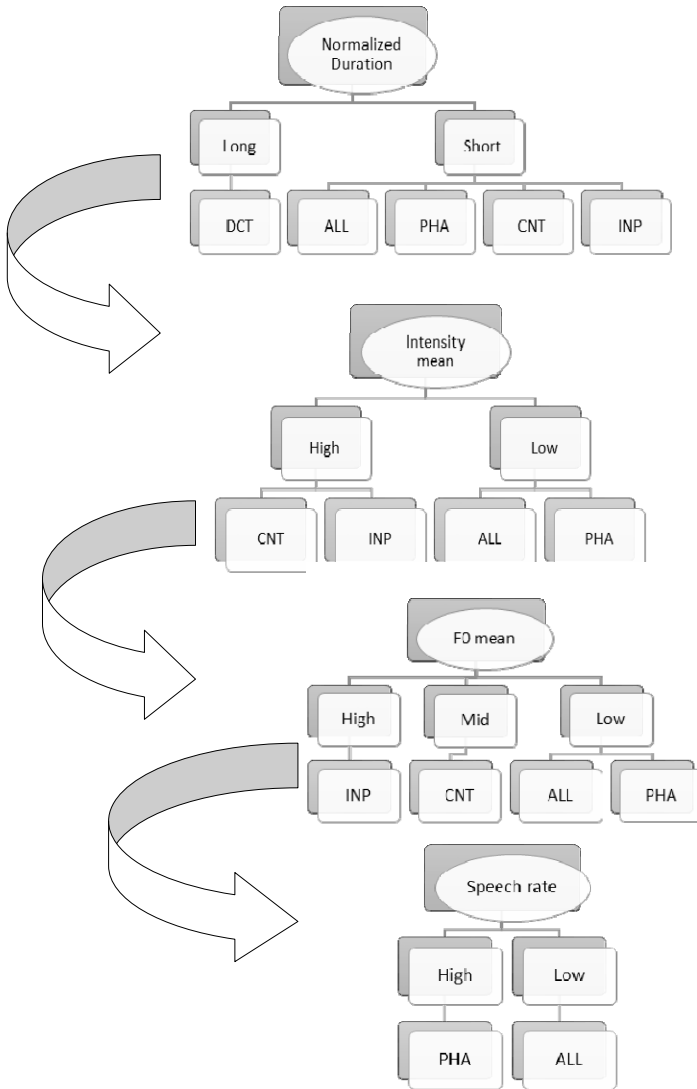 Normalized
Duration
Long
Short
DCT
ALL
PHA
CNT
INP
Intensity
mean
High
Low
CNT
INP
ALL
PHA
F0 mean
High
Mid
Low
INP
CNT
ALL
PHA
Speech rate
High
Low
PHA
ALL